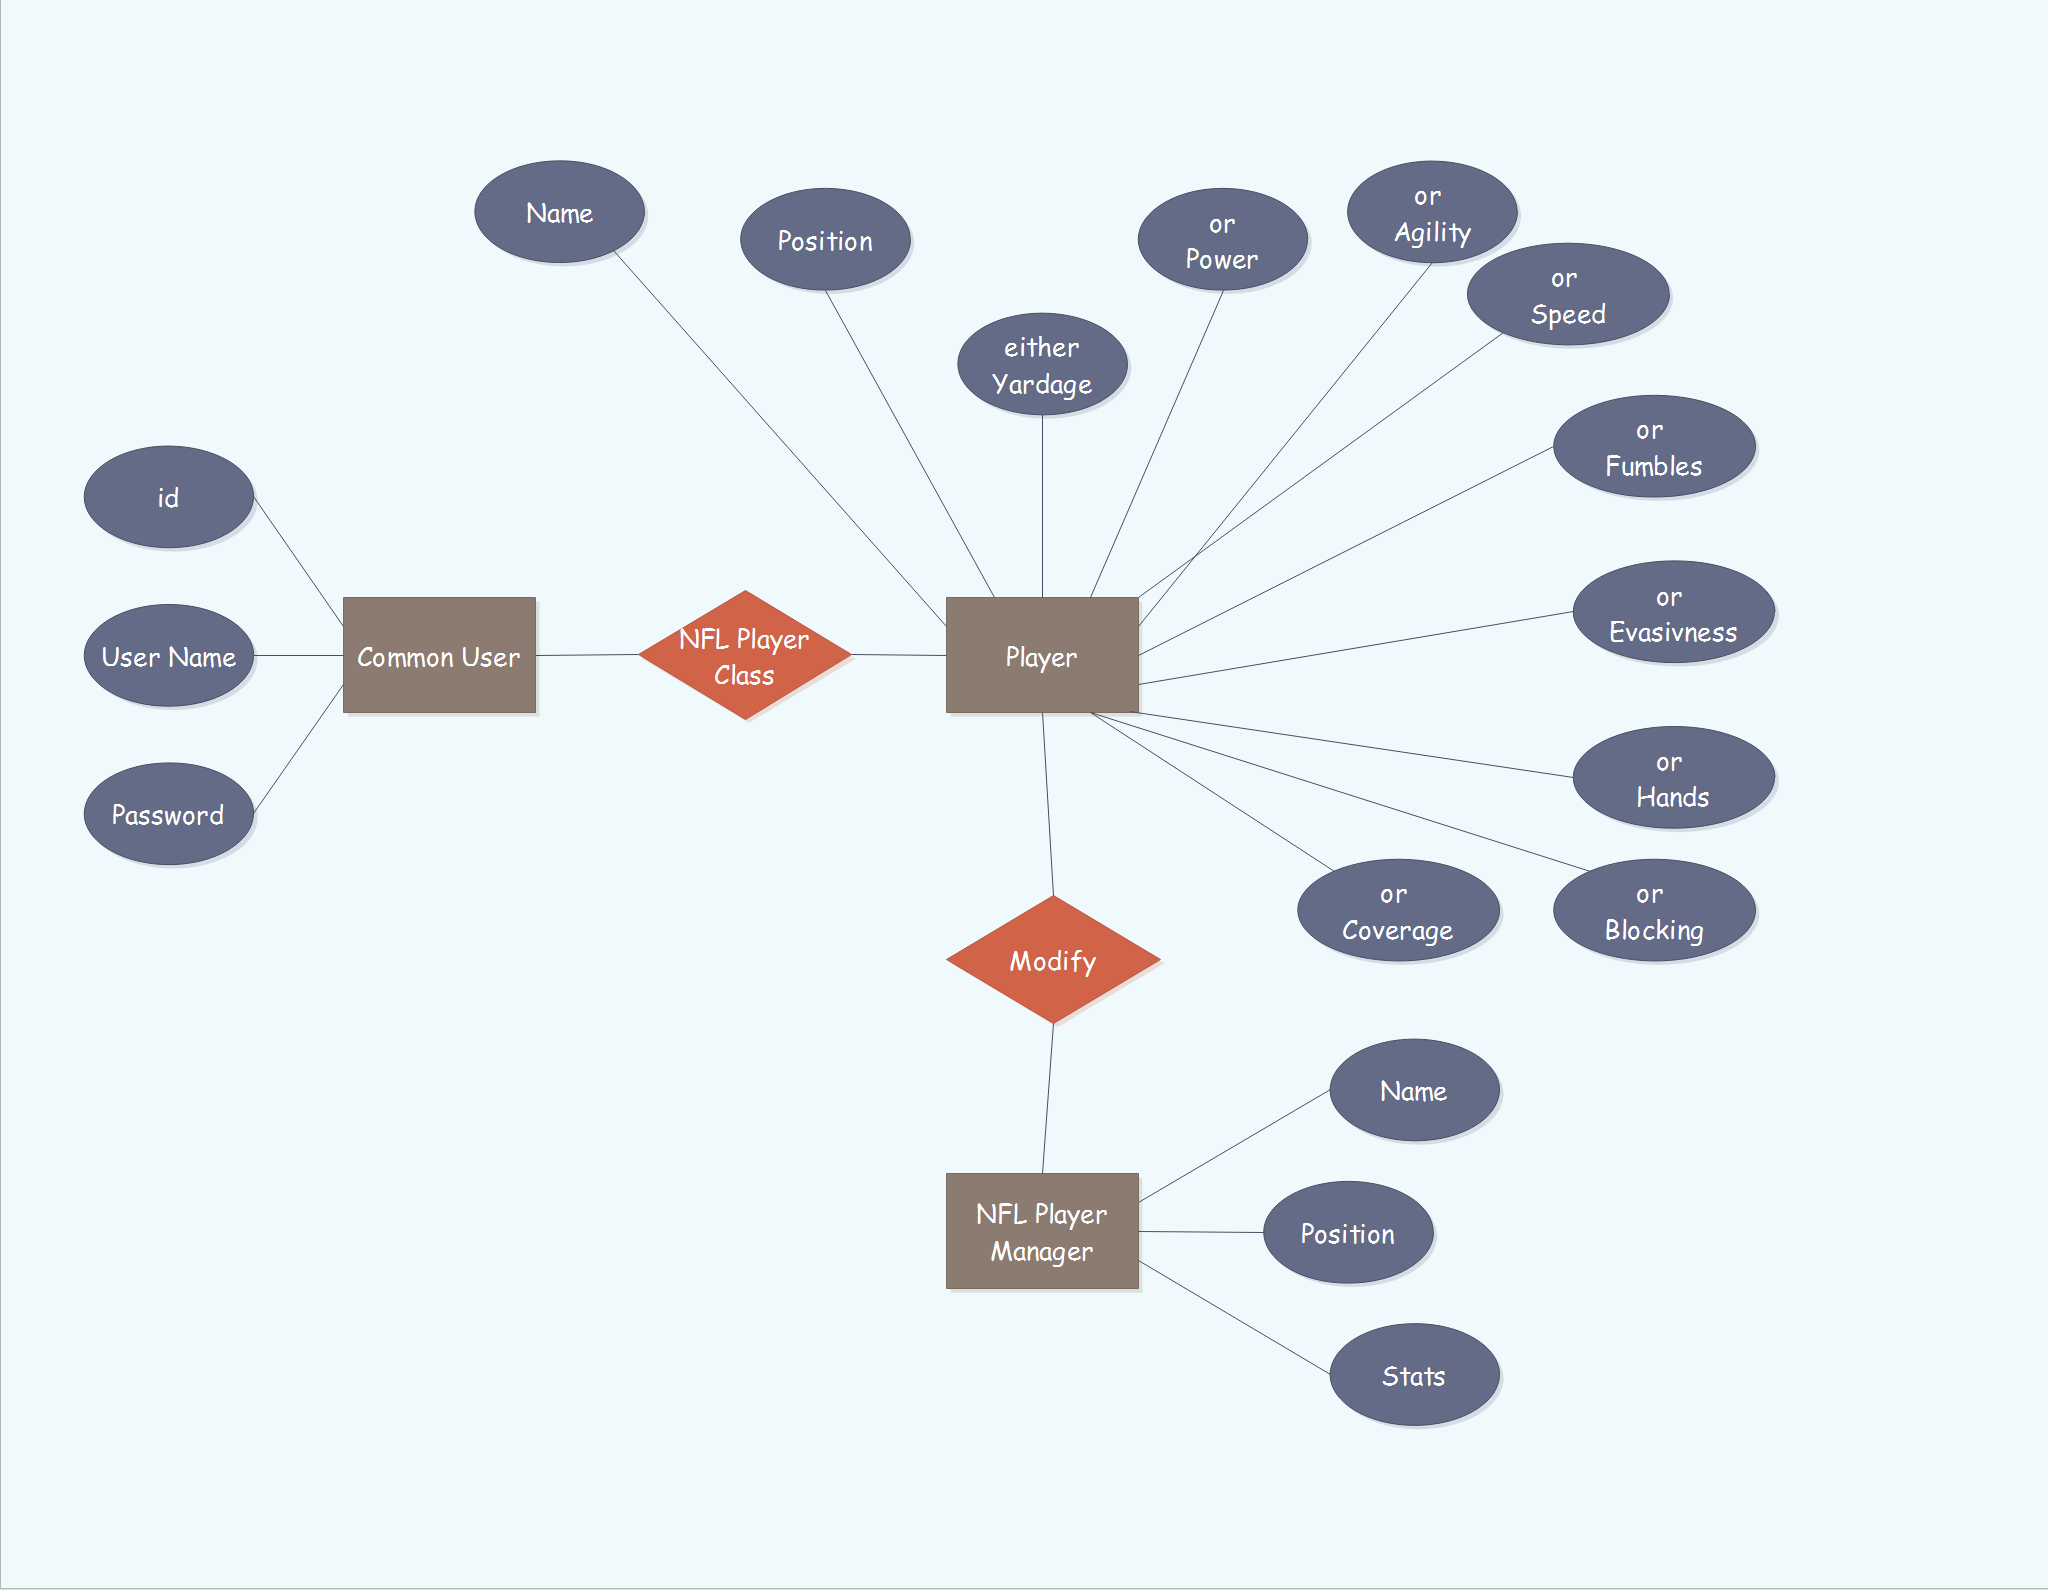 Name
Position
either
Yardage
or
Power
or
Agility
or
Speed
or
Fumbles
or
Evasivness
or
Hands
or
Blocking
or
Coverage
id
User Name
Password
Common User
NFL Player
Class
Player
Modify
NFL Player
Manager
Name
Position
Stats